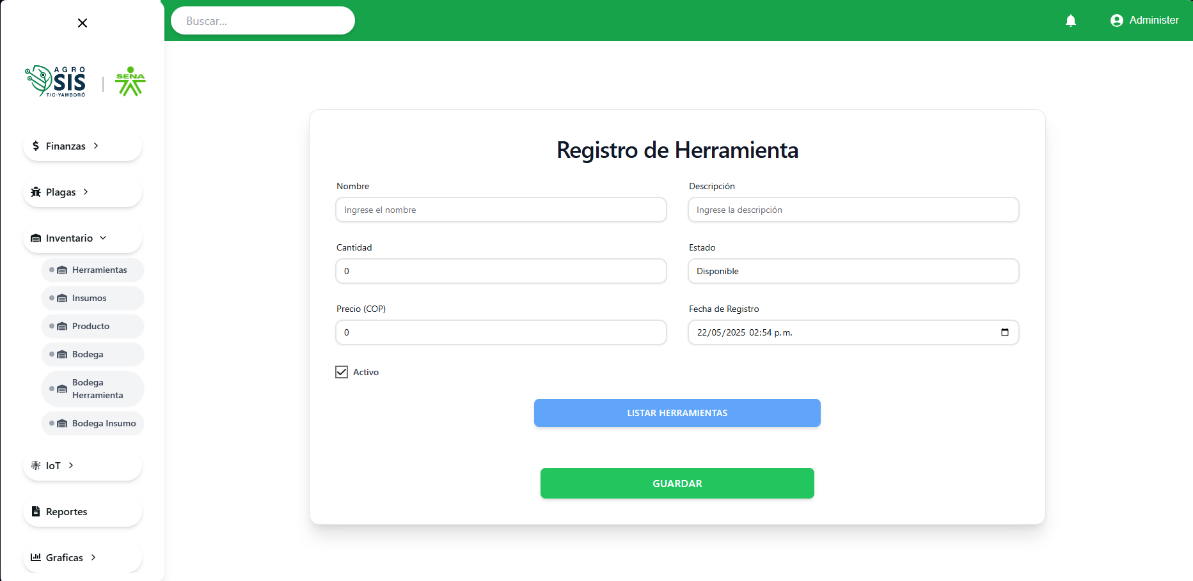 Buscar...
Administer
AGRO
SIS
TIC-YAMBORÓ
SENA
Finanzas
Plagas
Inventario
Herramientas
Insumos
Producto
Bodega
Bodega
Herramienta
Bodega Insumo
IoT
Reportes
Graficas
Registro de Herramienta
Nombre
Ingrese el nombre
Descripción
Ingrese la descripción
Cantidad
0
Estado
Disponible
Precio (COP)
0
Fecha de Registro
22/05/2025 02:54 p.m.
Activo
LISTAR HERRAMIENTAS
GUARDAR